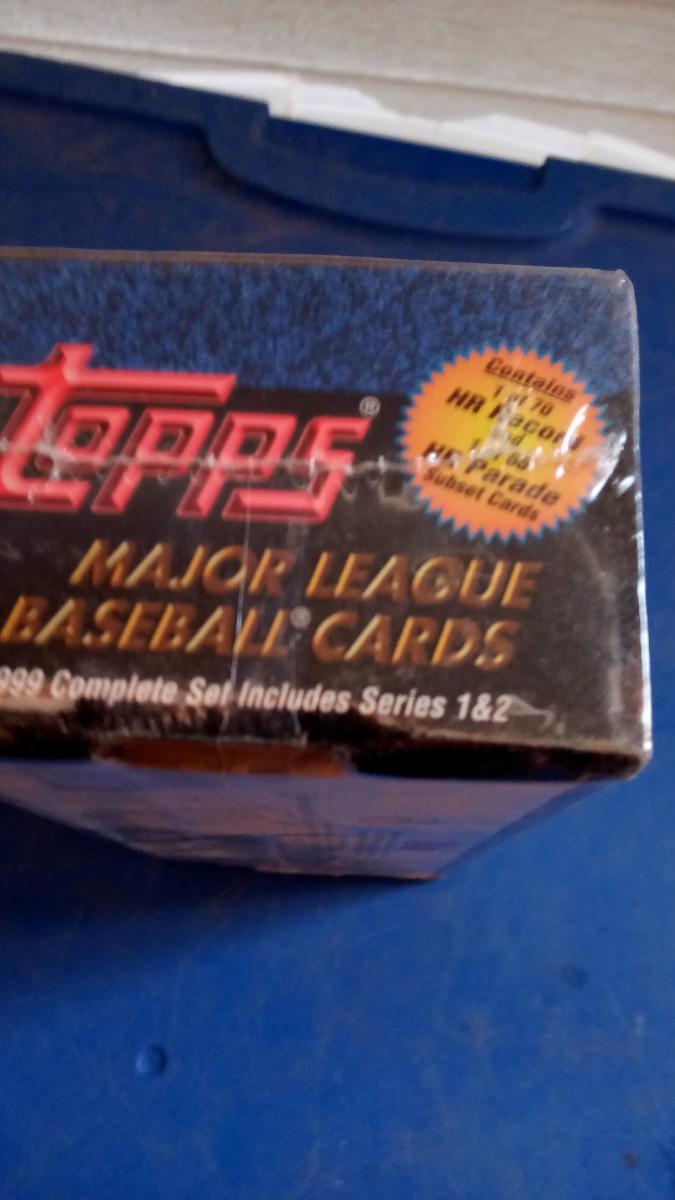 Topps®
Contains
1 of 70
HR Record
and
1 of 66
HR Parade
Subset Cards
MAJOR LEAGUE
BASEBALL® CARDS
999 Complete Set Includes Series 1&2